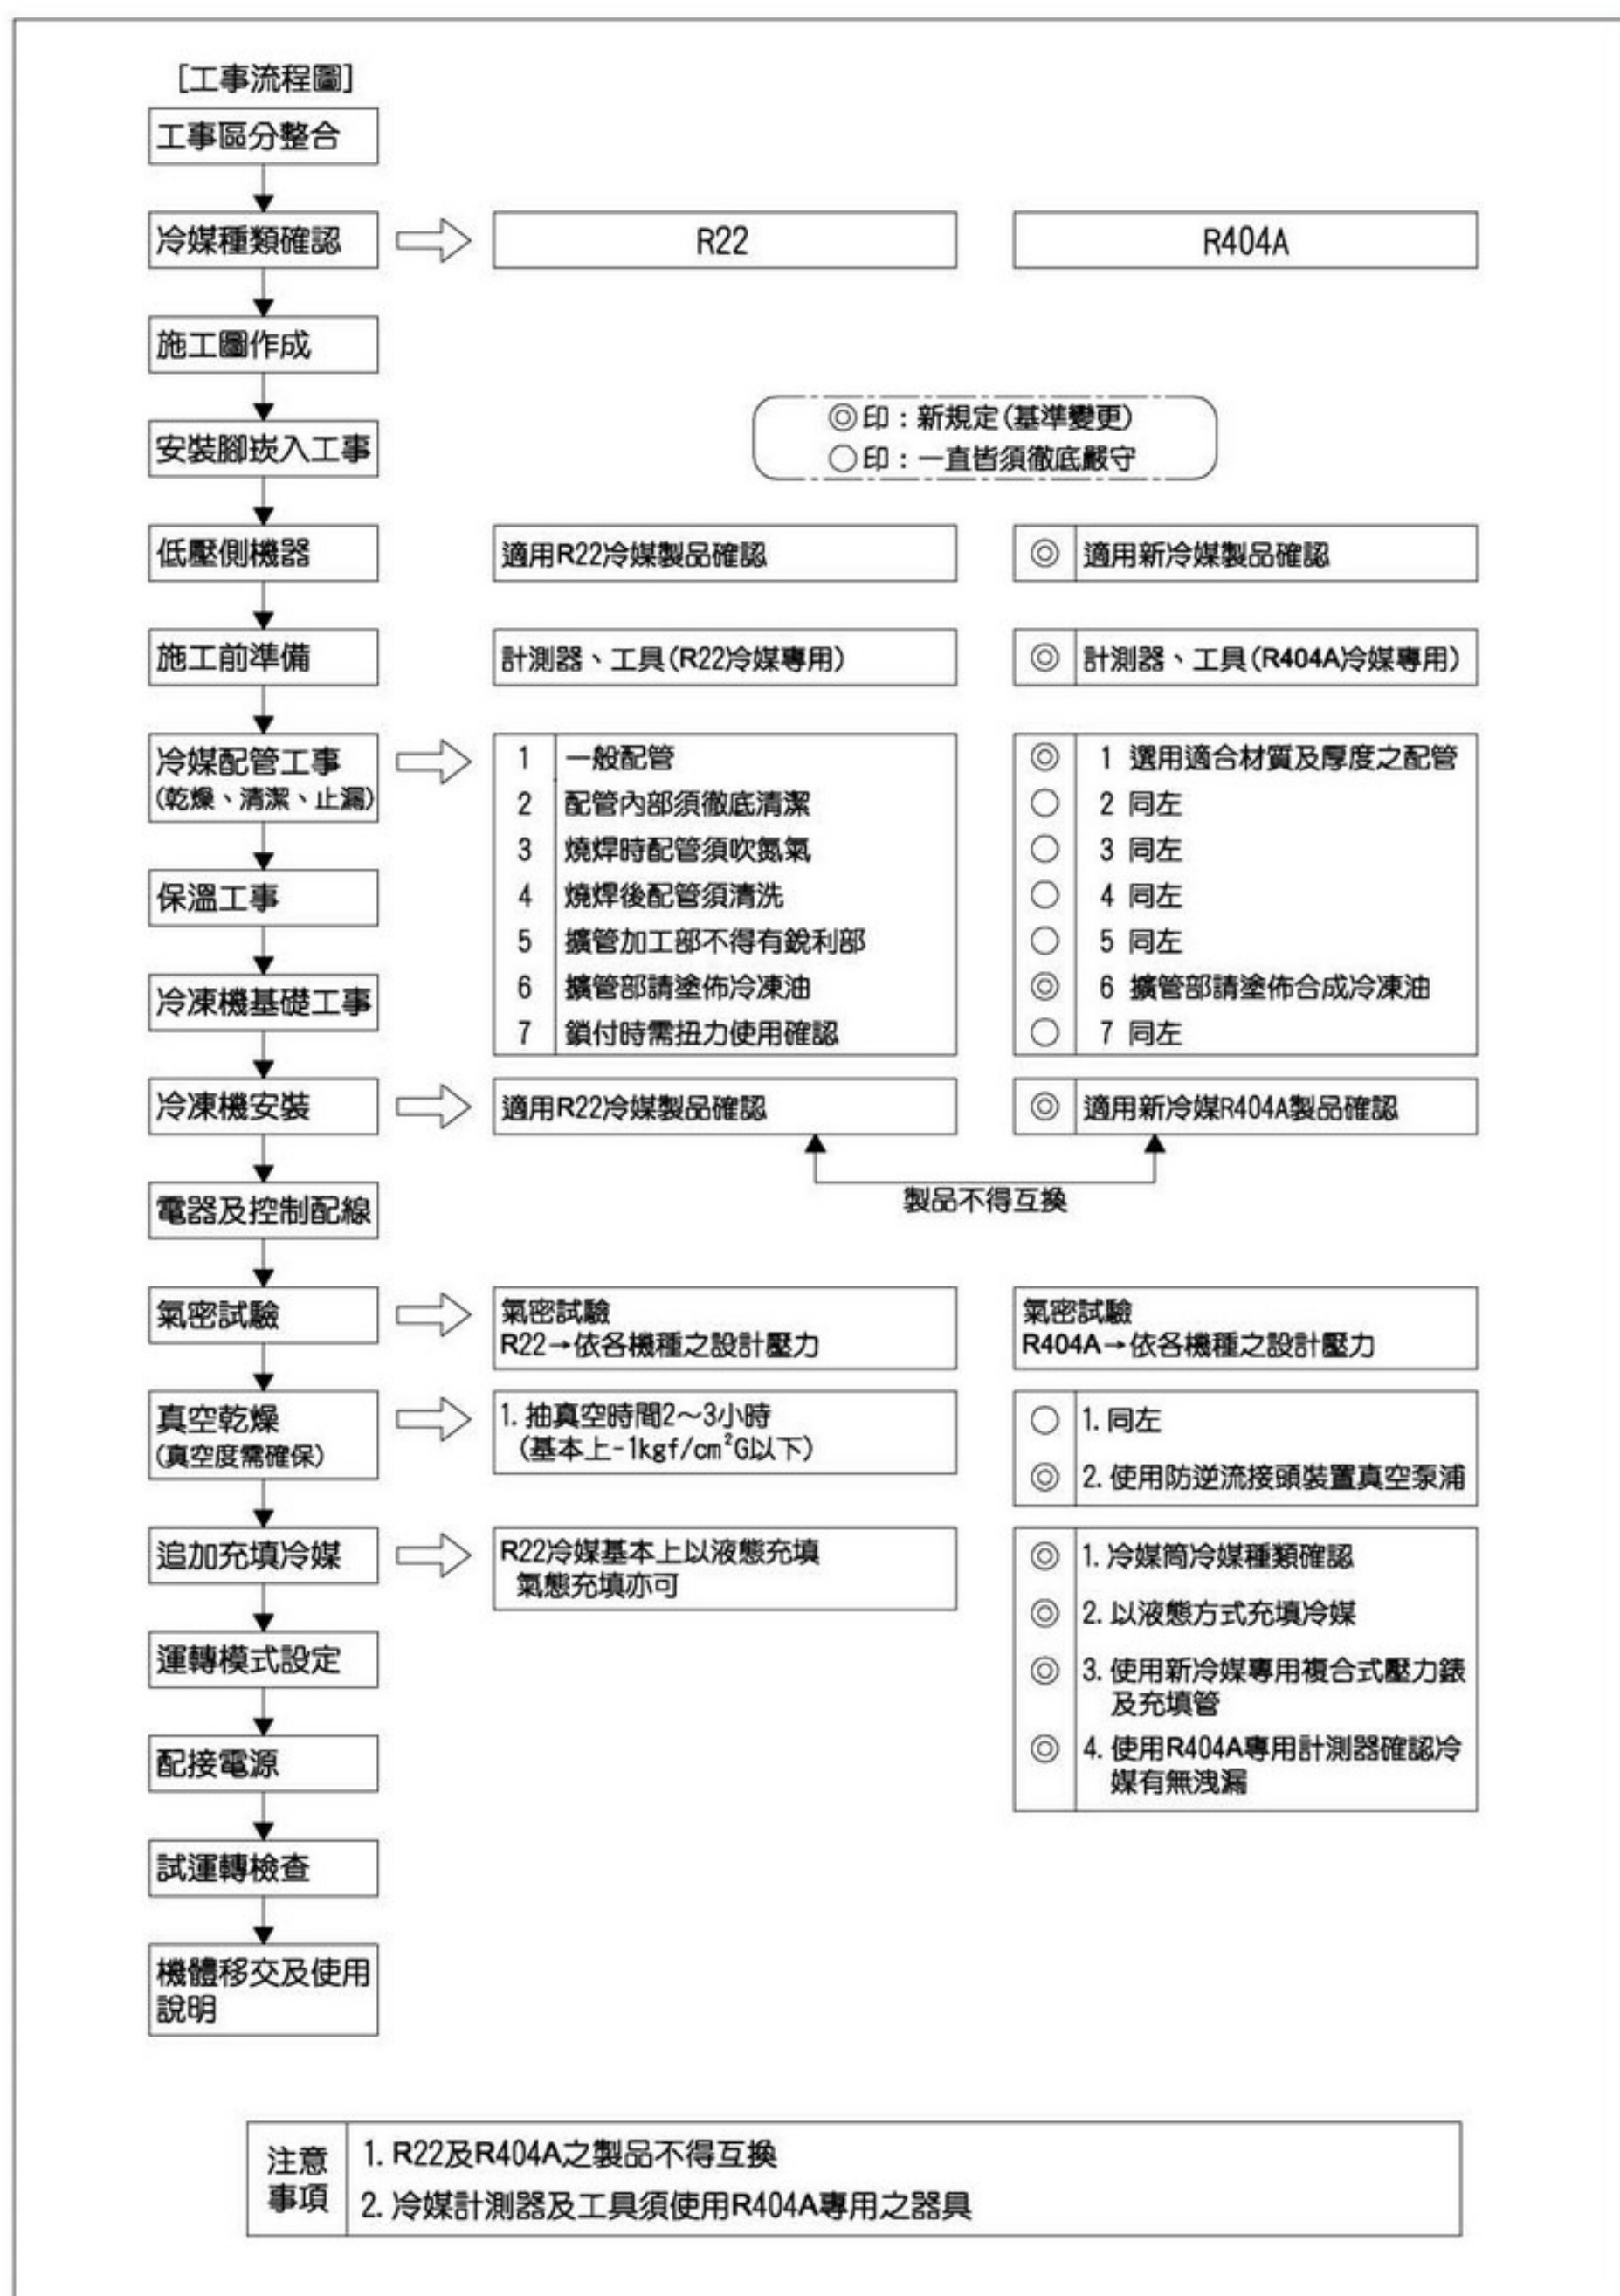 [工事流程圖]
工事區分整合
冷媒種類確認
R22
R404A
施工圖作成
安裝腳崁入工事
◎印：新規定(基準變更)
○印：一直皆須徹底嚴守
低壓側機器
適用R22冷媒製品確認
◎ 適用新冷媒製品確認
施工前準備
計測器、工具(R22冷媒專用)
◎ 計測器、工具(R404A冷媒專用)
冷媒配管工事
(乾燥、清潔、止漏)
1 一般配管
2 配管內部須徹底清潔
3 燒焊時配管須吹氮氣
4 燒焊後配管須清洗
5 擴管加工部不得有銳利部
6 擴管部請塗佈冷凍油
7 鎖付時需扭力使用確認
◎ 1 選用適合材質及厚度之配管
○ 2 同左
○ 3 同左
○ 4 同左
○ 5 同左
◎ 6 擴管部請塗佈合成冷凍油
○ 7 同左
保溫工事
冷凍機基礎工事
冷凍機安裝
適用R22冷媒製品確認
◎ 適用新冷媒R404A製品確認
製品不得互換
電器及控制配線
氣密試驗
氣密試驗
R22→依各機種之設計壓力
氣密試驗
R404A→依各機種之設計壓力
真空乾燥
(真空度需確保)
1. 抽真空時間2～3小時
(基本上-1kgf/cm²G以下)
○ 1. 同左
◎ 2. 使用防逆流接頭裝置真空泵浦
追加充填冷媒
R22冷媒基本上以液態充填
氣態充填亦可
◎ 1. 冷媒筒冷媒種類確認
◎ 2. 以液態方式充填冷媒
◎ 3. 使用新冷媒專用複合式壓力錶
及充填管
◎ 4. 使用R404A專用計測器確認冷
媒有無洩漏
運轉模式設定
配接電源
試運轉檢查
機體移交及使用
說明
注意
事項
1. R22及R404A之製品不得互換
2. 冷媒計測器及工具須使用R404A專用之器具